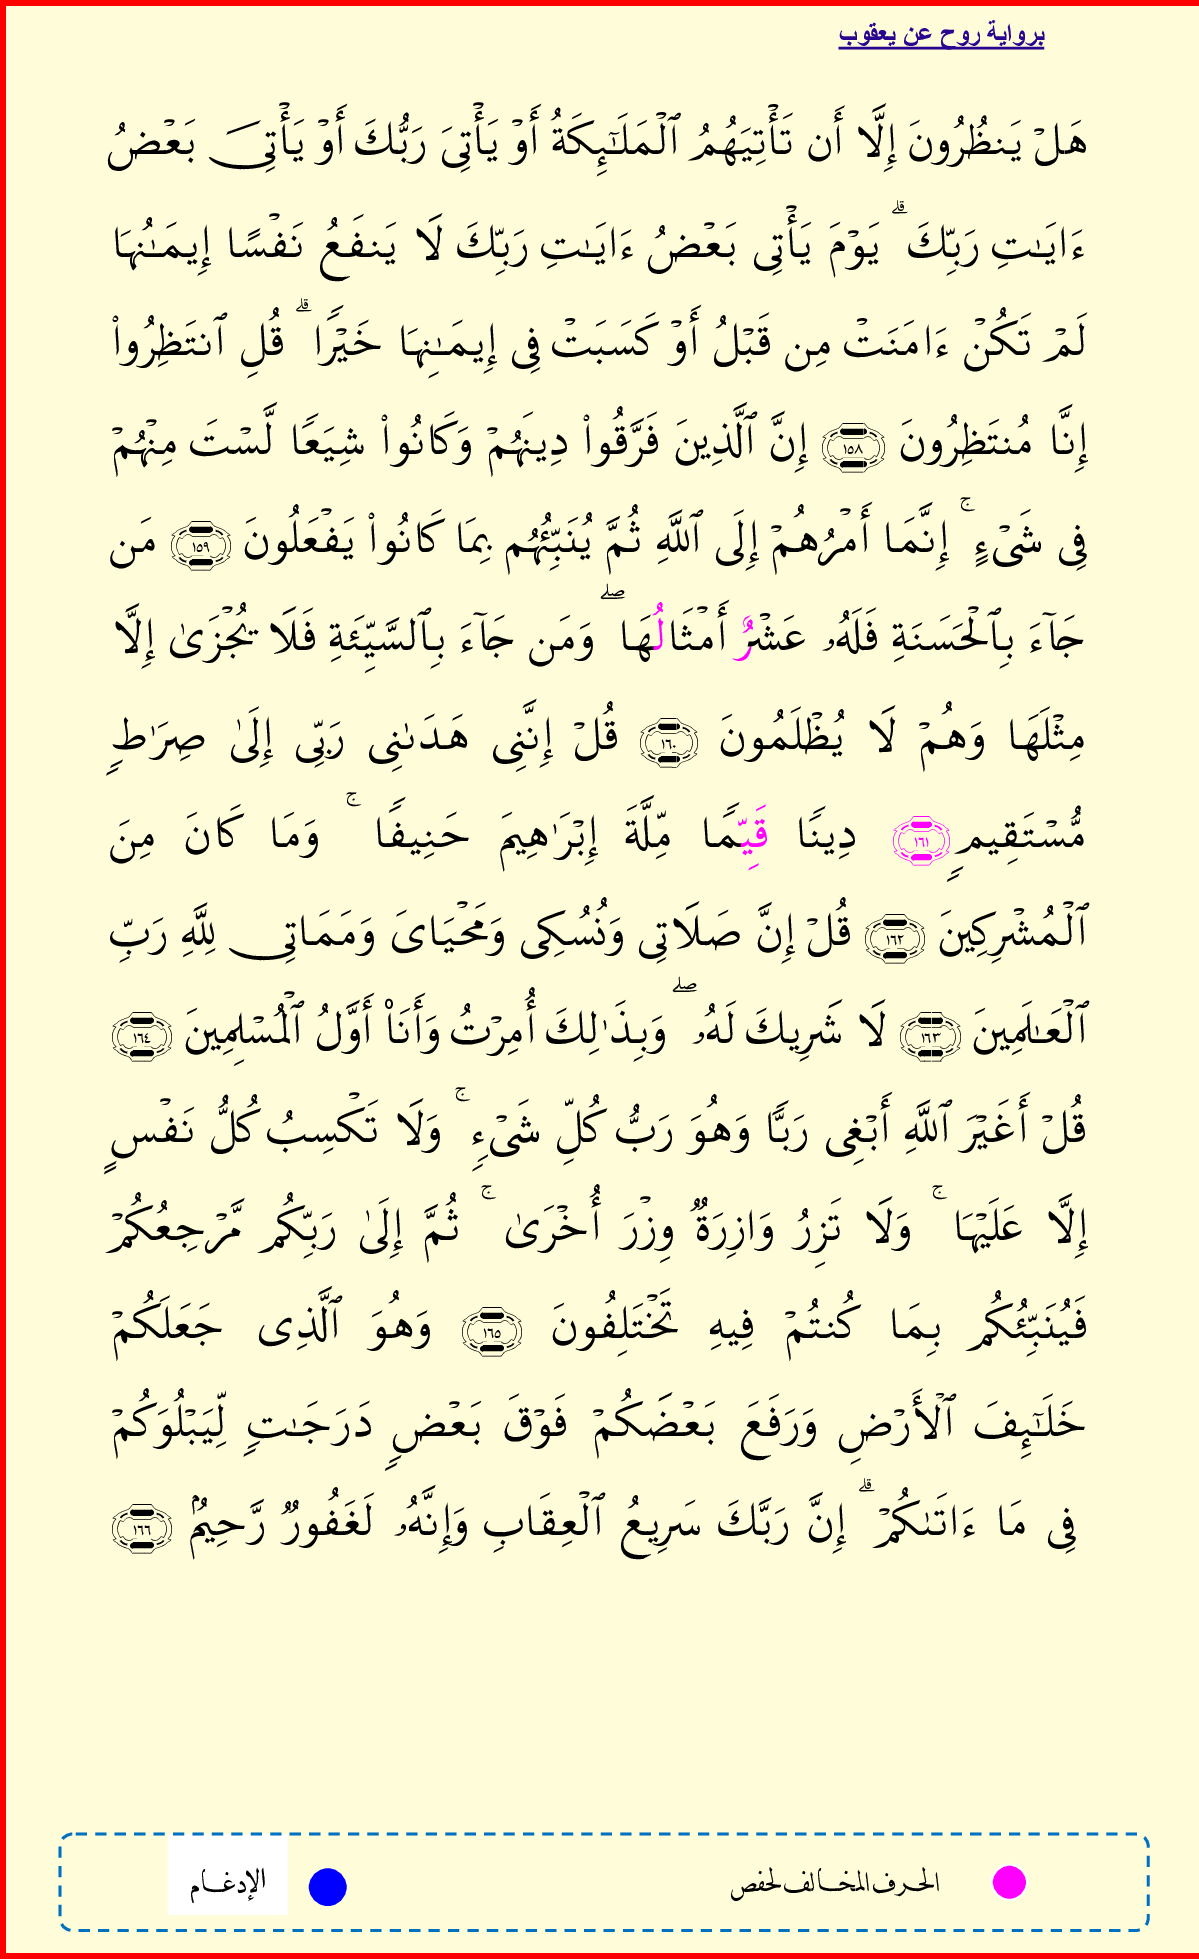 برواية روح عن يعقوب
هَلۡ يَنظُرُونَ إِلَّآ أَن تَأۡتِيَهُمُ ٱلۡمَلَٰٓئِكَةُ أَوۡ يَأۡتِيَ رَبُّكَ أَوۡ يَأۡتِيَ بَعۡضُ
ءَايَٰتِ رَبِّكَۗ يَوۡمَ يَأۡتِي بَعۡضُ ءَايَٰتِ رَبِّكَ لَا يَنفَعُ نَفۡسًا إِيمَٰنُهَا
لَمۡ تَكُنۡ ءَامَنَتۡ مِن قَبۡلُ أَوۡ كَسَبَتۡ فِي إِيمَٰنِهَا خَيۡرٗاۗ قُلِ ٱنتَظِرُواْ
إِنَّا مُنتَظِرُونَ ١٥٨ إِنَّ ٱلَّذِينَ فَرَّقُواْ دِينَهُمۡ وَكَانُواْ شِيَعٗا لَّسۡتَ مِنۡهُمۡ
فِي شَيۡءٍۚ إِنَّمَا أَمۡرُهُمۡ إِلَى ٱللَّهِ ثُمَّ يُنَبِّئُهُم بِمَا كَانُواْ يَفۡعَلُونَ ١٥٩ مَن
جَآءَ بِٱلۡحَسَنَةِ فَلَهُۥ عَشۡرٌ أَمۡثَالُهَاۖ وَمَن جَآءَ بِٱلسَّيِّئَةِ فَلَا يُجۡزَىٰ إِلَّا
مِثۡلَهَا وَهُمۡ لَا يُظۡلَمُونَ ١٦٠ قُلۡ إِنَّنِي هَدَىٰنِي رَبِّي إِلَىٰ صِرَٰطٖ
مُّسۡتَقِيمٖ ١٦١ دِينٗا قَيِّمٗا مِّلَّةَ إِبۡرَٰهِيمَ حَنِيفٗاۚ وَمَا كَانَ مِنَ
ٱلۡمُشۡرِكِينَ ١٦٢ قُلۡ إِنَّ صَلَاتِي وَنُسُكِي وَمَحۡيَايَ وَمَمَاتِي لِلَّهِ رَبِّ
ٱلۡعَٰلَمِينَ ١٦٣ لَا شَرِيكَ لَهُۥۖ وَبِذَٰلِكَ أُمِرۡتُ وَأَنَا۠ أَوَّلُ ٱلۡمُسۡلِمِينَ ١٦٤
قُلۡ أَغَيۡرَ ٱللَّهِ أَبۡغِي رَبّٗا وَهُوَ رَبُّ كُلِّ شَيۡءٖۚ وَلَا تَكۡسِبُ كُلُّ نَفۡسٍ
إِلَّا عَلَيۡهَاۚ وَلَا تَزِرُ وَازِرَةٞ وِزۡرَ أُخۡرَىٰۚ ثُمَّ إِلَىٰ رَبِّكُم مَّرۡجِعُكُمۡ
فَيُنَبِّئُكُم بِمَا كُنتُمۡ فِيهِ تَخۡتَلِفُونَ ١٦٥ وَهُوَ ٱلَّذِي جَعَلَكُمۡ
خَلَٰٓئِفَ ٱلۡأَرۡضِ وَرَفَعَ بَعۡضَكُمۡ فَوۡقَ بَعۡضٖ دَرَجَٰتٖ لِّيَبۡلُوَكُمۡ
فِي مَا ءَاتَىٰكُمۡۗ إِنَّ رَبَّكَ سَرِيعُ ٱلۡعِقَابِ وَإِنَّهُۥ لَغَفُورٞ رَّحِيمُۢ ١٦٦
الحرف المخالف لحفص
الإدغام